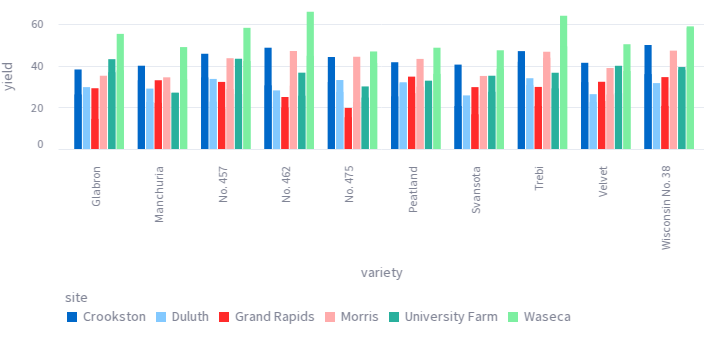 60
40
20
0
yield
Glabron
Manchuria
No. 457
No. 462
No. 475
Peatland
Svansota
Trebi
Velvet
Wisconsin No. 38
variety
site
Crookston Duluth Grand Rapids Morris University Farm Waseca